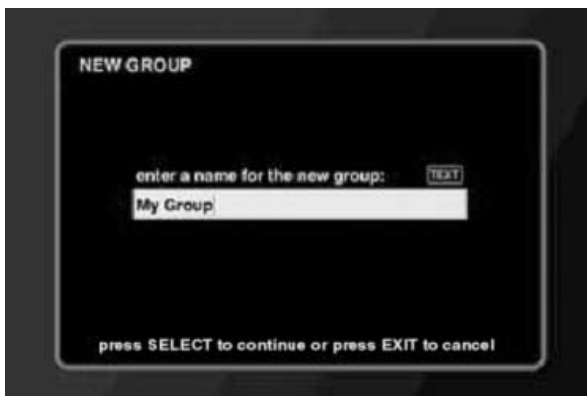 NEW GROUP
enter a name for the new group: TEXT
My Group
press SELECT to continue or press EXIT to cancel